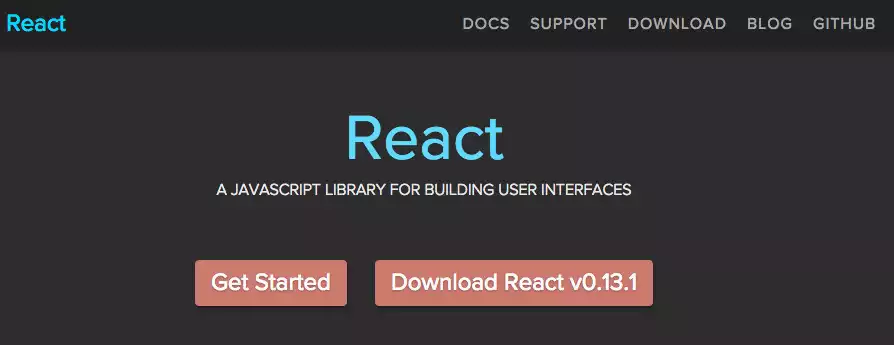 React DOCS SUPPORT DOWNLOAD BLOG GITHUB
React
A JAVASCRIPT LIBRARY FOR BUILDING USER INTERFACES
Get Started Download React v0.13.1